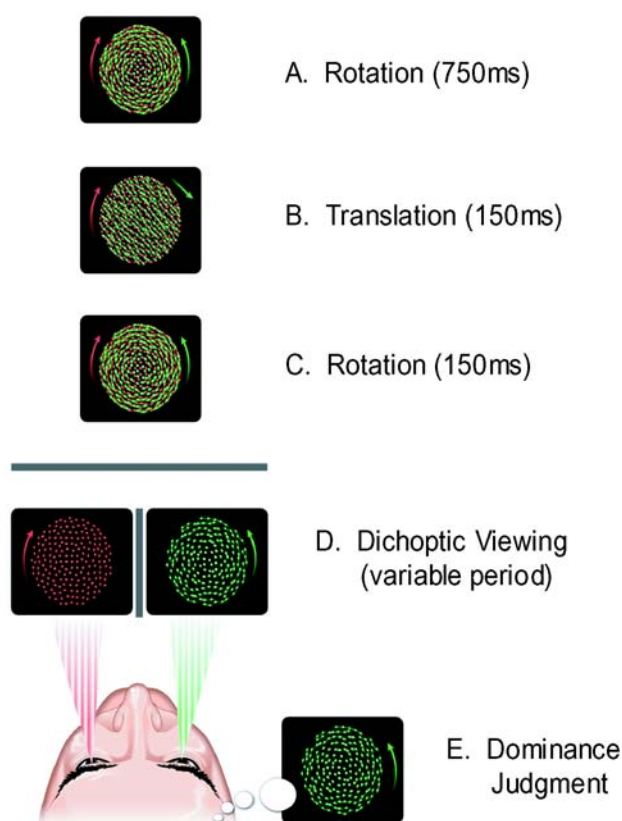 A. Rotation (750ms)
B. Translation (150ms)
C. Rotation (150ms)
D. Dichoptic Viewing
(variable period)
E. Dominance
Judgment